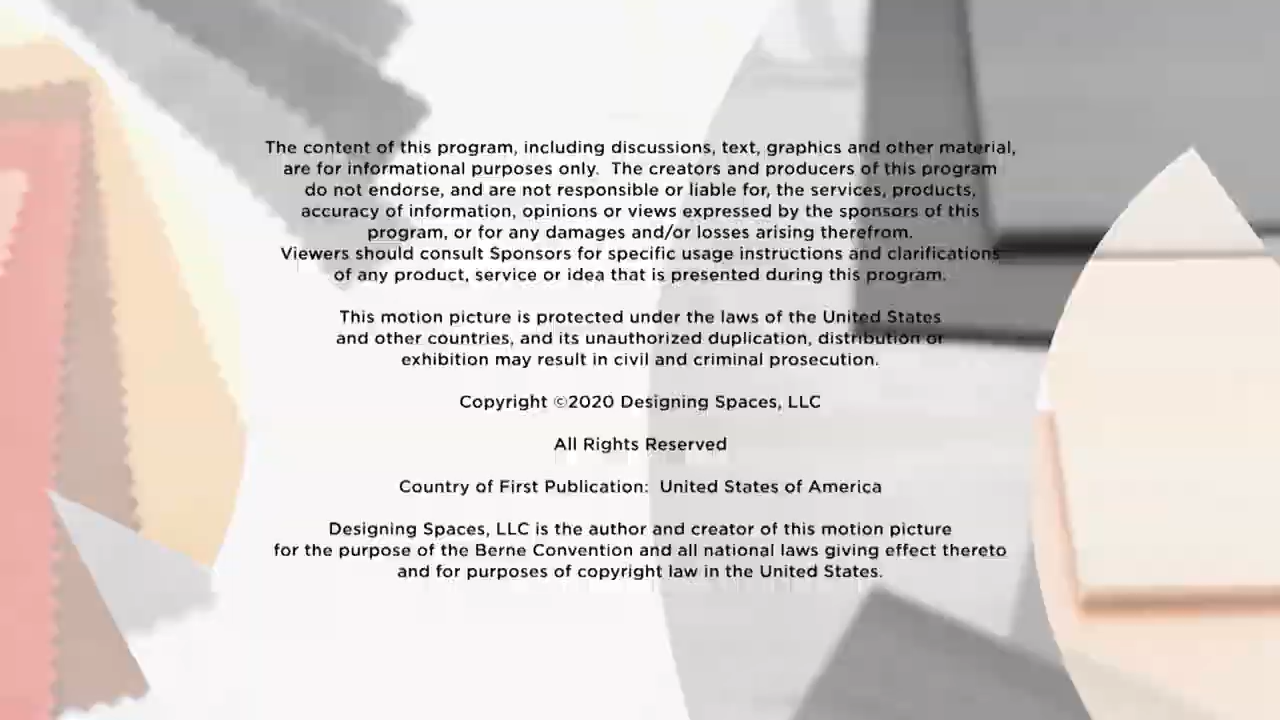 The content of this program, including discussions, text, graphics and other material,
are for informational purposes only.  The creators and producers of this program
do not endorse, and are not responsible or liable for, the services, products,
accuracy of information, opinions or views expressed by the sponsors of this
program, or for any damages and/or losses arising therefrom.
Viewers should consult Sponsors for specific usage instructions and clarifications
of any product, service or idea that is presented during this program.
This motion picture is protected under the laws of the United States
and other countries, and its unauthorized duplication, distribution or
exhibition may result in civil and criminal prosecution.
Copyright ©2020 Designing Spaces, LLC
All Rights Reserved
Country of First Publication:  United States of America
Designing Spaces, LLC is the author and creator of this motion picture
for the purpose of the Berne Convention and all national laws giving effect thereto
and for purposes of copyright law in the United States.